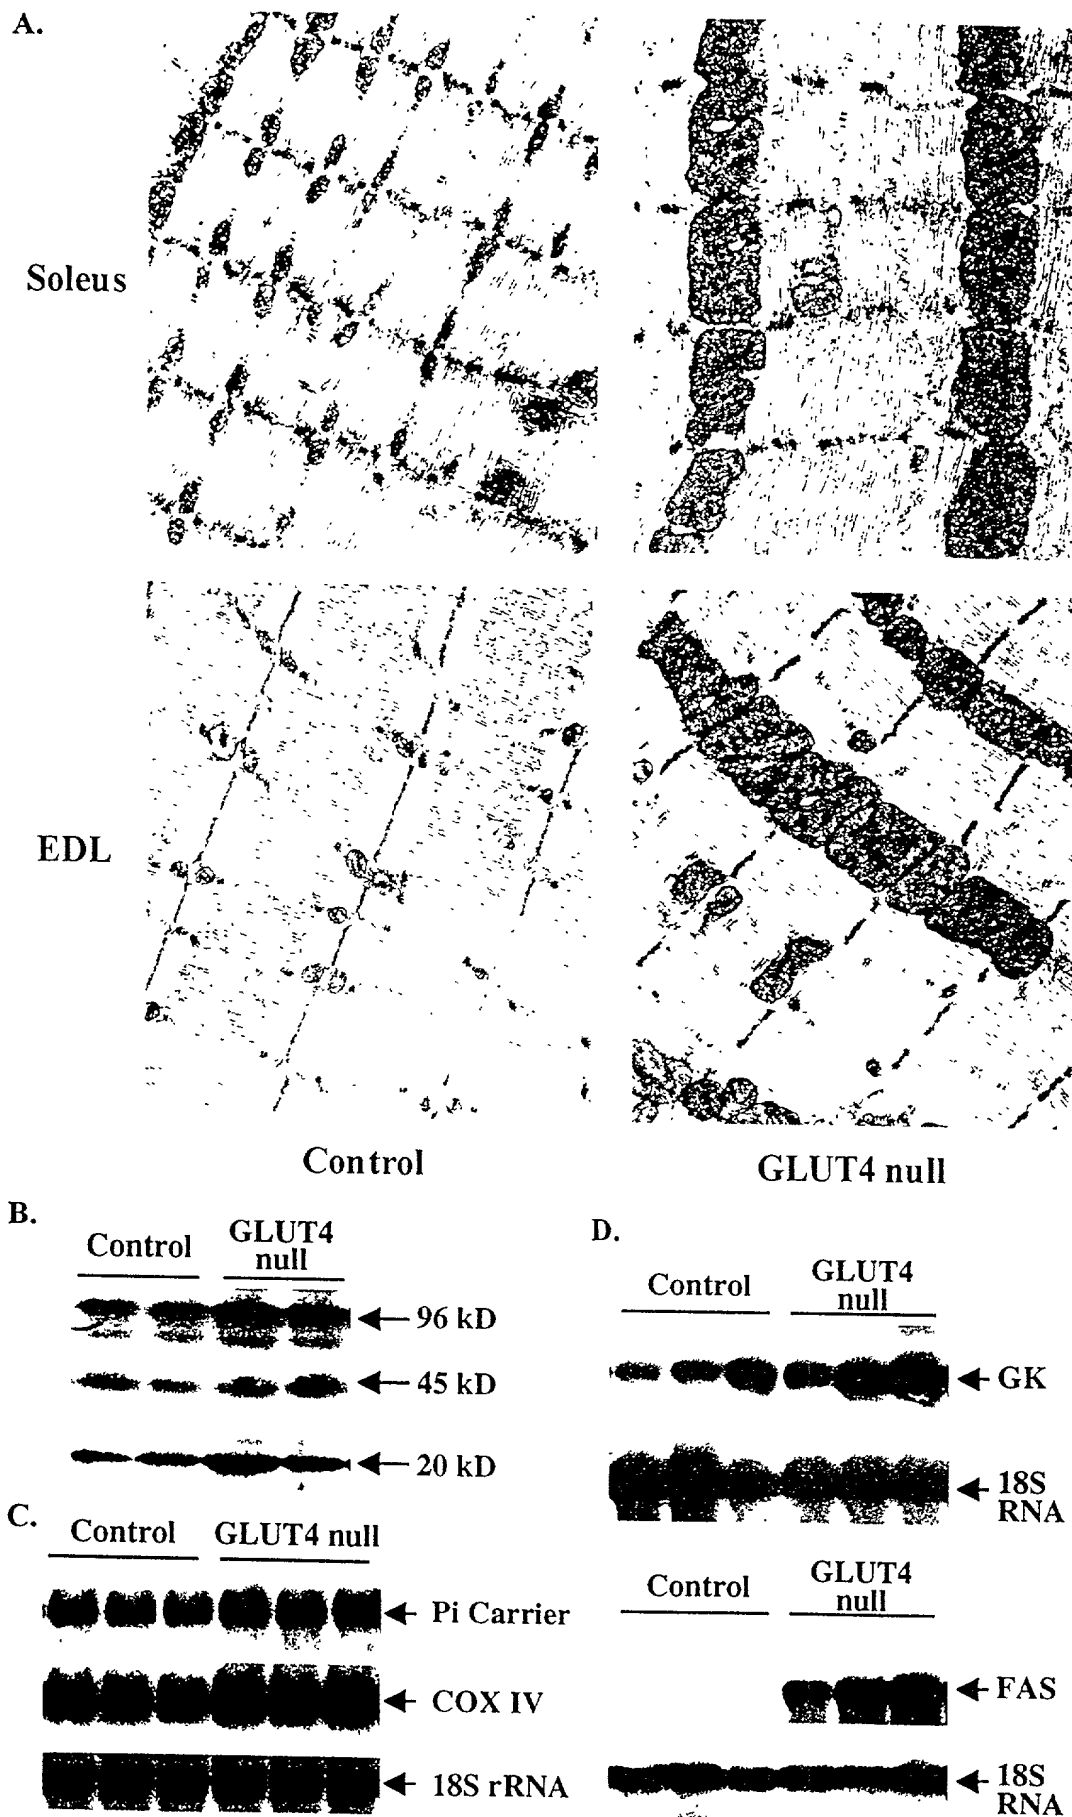 A.
Soleus
EDL
Control
GLUT4 null
B.
Control
GLUT4
null
96 kD
45 kD
20 kD
C.
Control
GLUT4 null
Pi Carrier
COX IV
18S rRNA
D.
Control
GLUT4
null
GK
18S
RNA
Control
GLUT4
null
FAS
18S
RNA